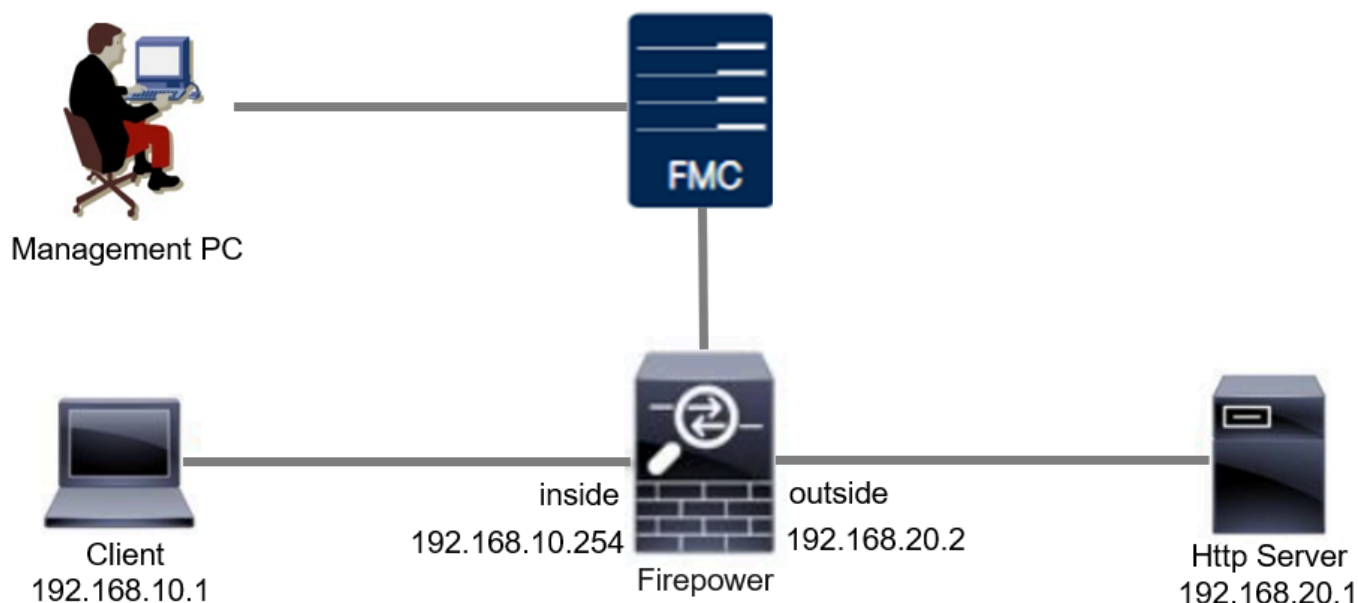 FMC
Management PC
inside
outside
192.168.10.254
192.168.20.2
Client
192.168.10.1
Firepower
Http Server
192.168.20.1